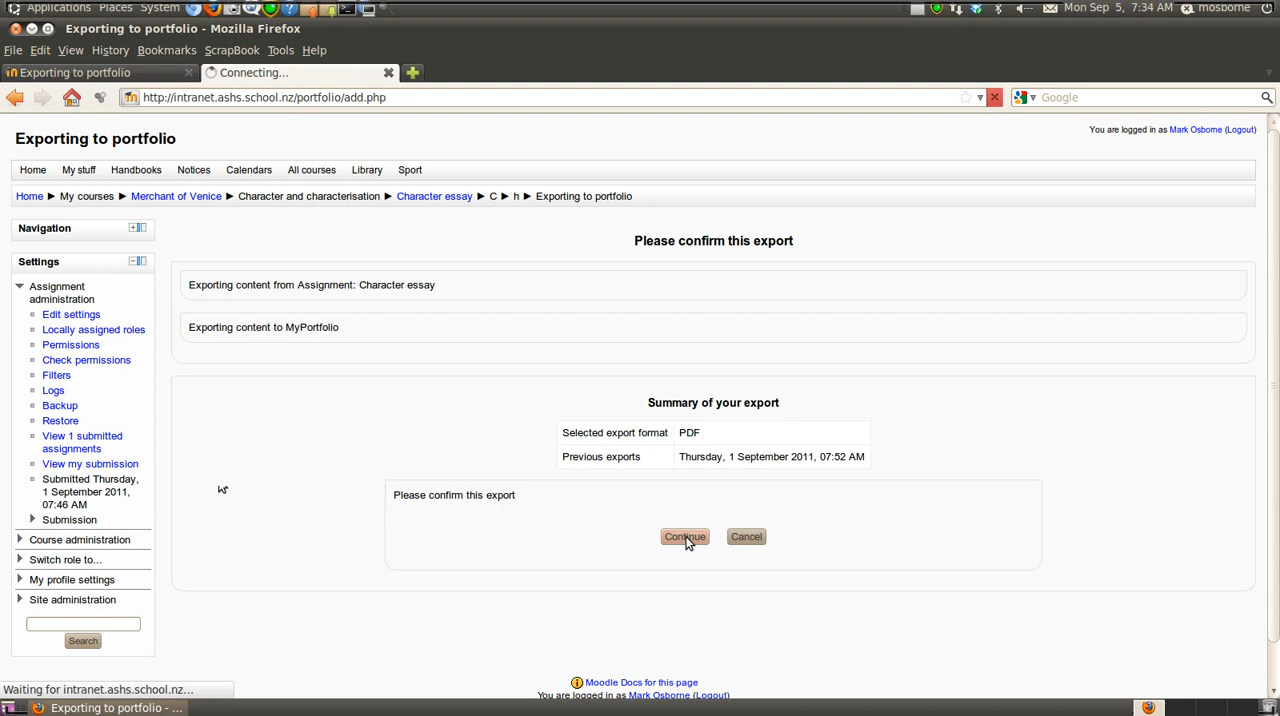 Applications Places System Mon Sep 5, 7:34 AM mosborne
Exporting to portfolio - Mozilla Firefox
File Edit View History Bookmarks ScrapBook Tools Help
Exporting to portfolio Connecting...
http://intranet.ashs.school.nz/portfolio/add.php Google
Exporting to portfolio
You are logged in as Mark Osborne (Logout)
Home My stuff Handbooks Notices Calendars All courses Library Sport
Home ► My courses ► Merchant of Venice ► Character and characterisation ► Character essay ► C ► h ► Exporting to portfolio
Navigation
Settings
Assignment
administration
Edit settings
Locally assigned roles
Permissions
Check permissions
Filters
Logs
Backup
Restore
View 1 submitted
assignments
View my submission
Submitted Thursday,
1 September 2011,
07:46 AM
Submission
Course administration
Switch role to...
My profile settings
Site administration
Search
Please confirm this export
Exporting content from Assignment: Character essay
Exporting content to MyPortfolio
Summary of your export
Selected export format PDF
Previous exports Thursday, 1 September 2011, 07:52 AM
Please confirm this export
Continue Cancel
Moodle Docs for this page
You are logged in as Mark Osborne (Logout)
Waiting for intranet.ashs.school.nz...
Exporting to portfolio - ...